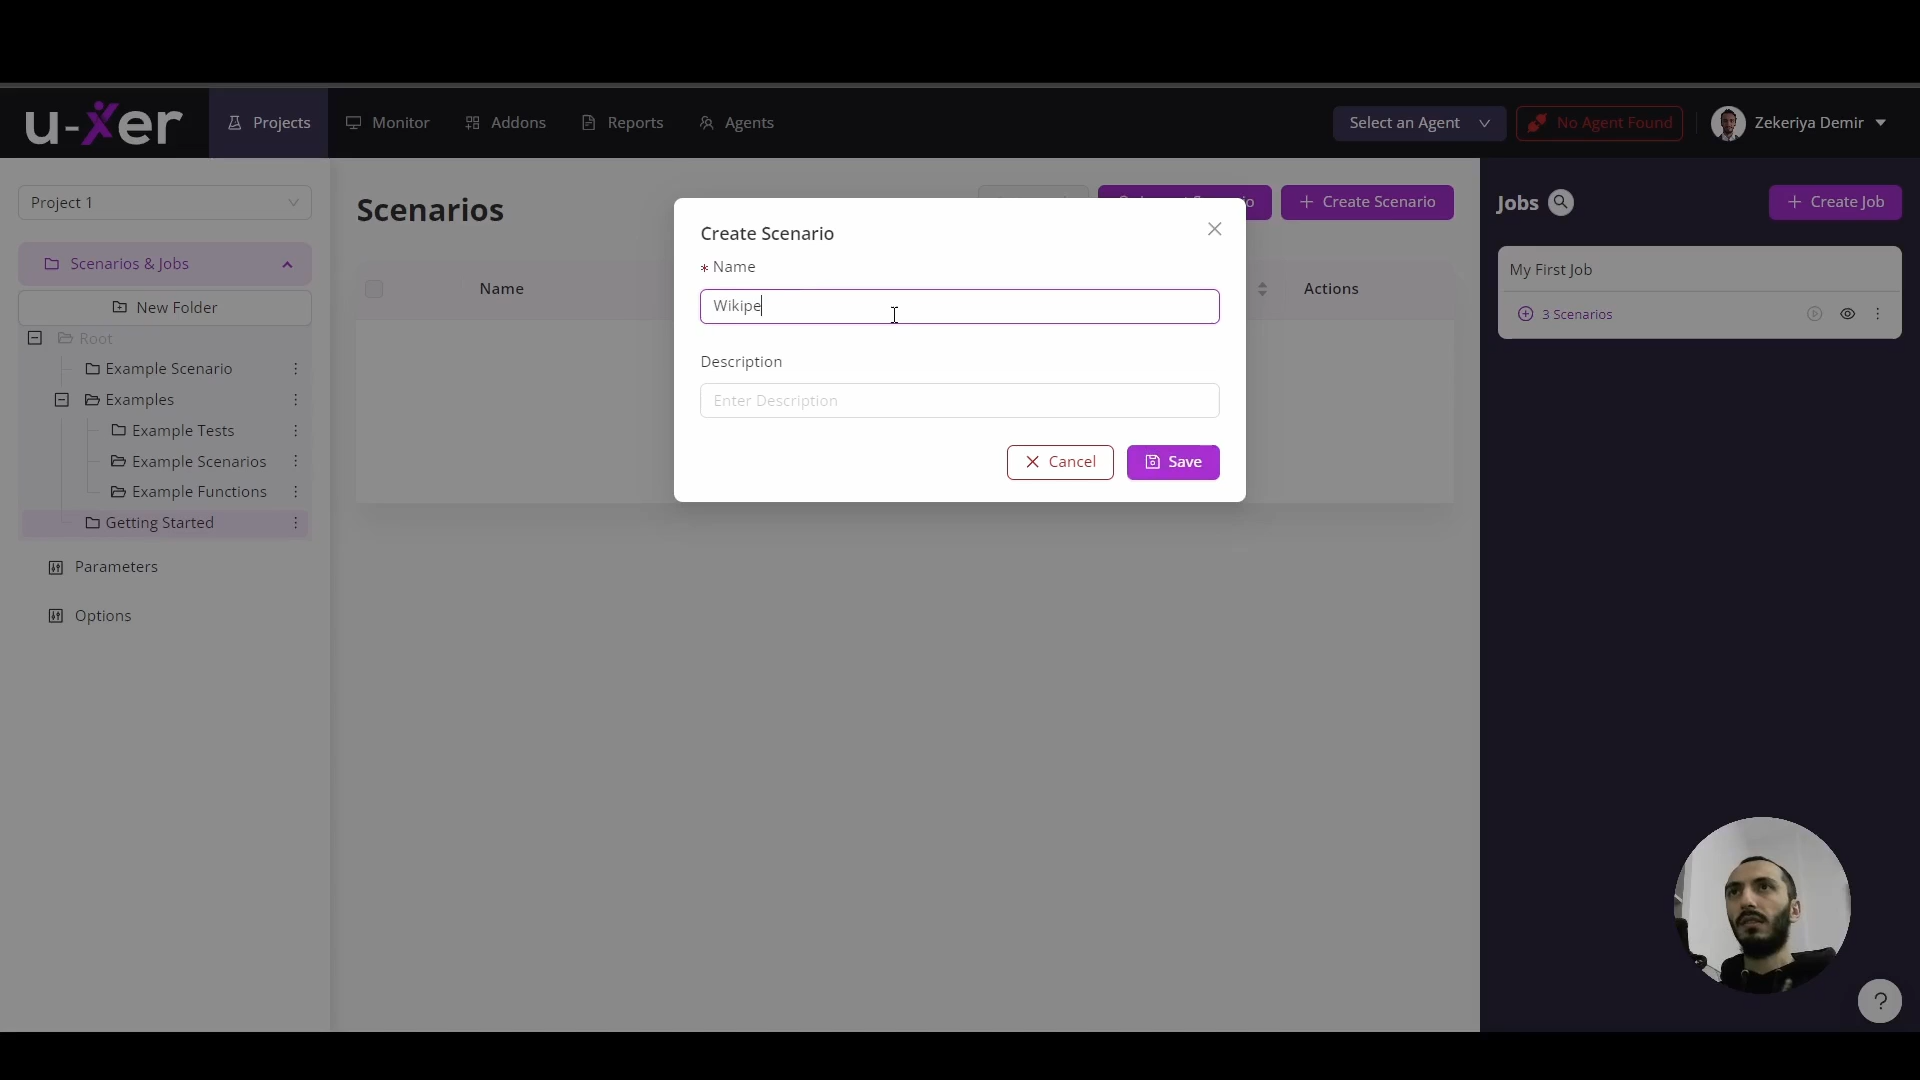 u-xer
Projects
Monitor
Addons
Reports
Agents
Select an Agent
No Agent Found
Zekeriya Demir
Project 1
Scenarios & Jobs
New Folder
Root
Example Scenario
Examples
Example Tests
Example Scenarios
Example Functions
Getting Started
Parameters
Options
Scenarios
+ Create Scenario
Name
Actions
Create Scenario
* Name
Wikipe
Description
Enter Description
Cancel
Save
Jobs
+ Create Job
My First Job
3 Scenarios
?